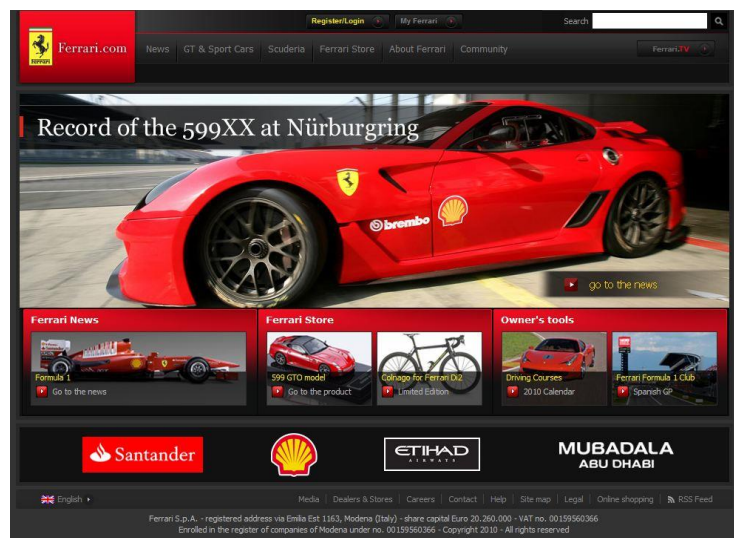 Register/Login
My Ferrari
Search
Ferrari
Ferrari.com
News
GT & Sport Cars
Scuderia
Ferrari Store
About Ferrari
Community
Ferrari.TV
Record of the 599XX at Nürburgring
brembo
go to the news
Ferrari News
Ferrari Store
Owner's tools
Formula 1
Go to the news
599 GTO model
Go to the product
Colnago for Ferrari Di2
Limited Edition
Driving Courses
2010 Calendar
Ferrari Formula 1 Club
Spanish GP
Santander
ETIHAD
AIRWAYS
MUBADALA
ABU DHABI
English
Media
Dealers & Stores
Careers
Contact
Help
Site map
Legal
Online shopping
RSS Feed
Ferrari S.p.A. - registered address via Emilia Est 1163, Modena (Italy) - share capital Euro 20.260.000 - VAT no. 00159560366
Enrolled in the register of companies of Modena under no. 00159560366 - Copyright 2010 - All rights reserved